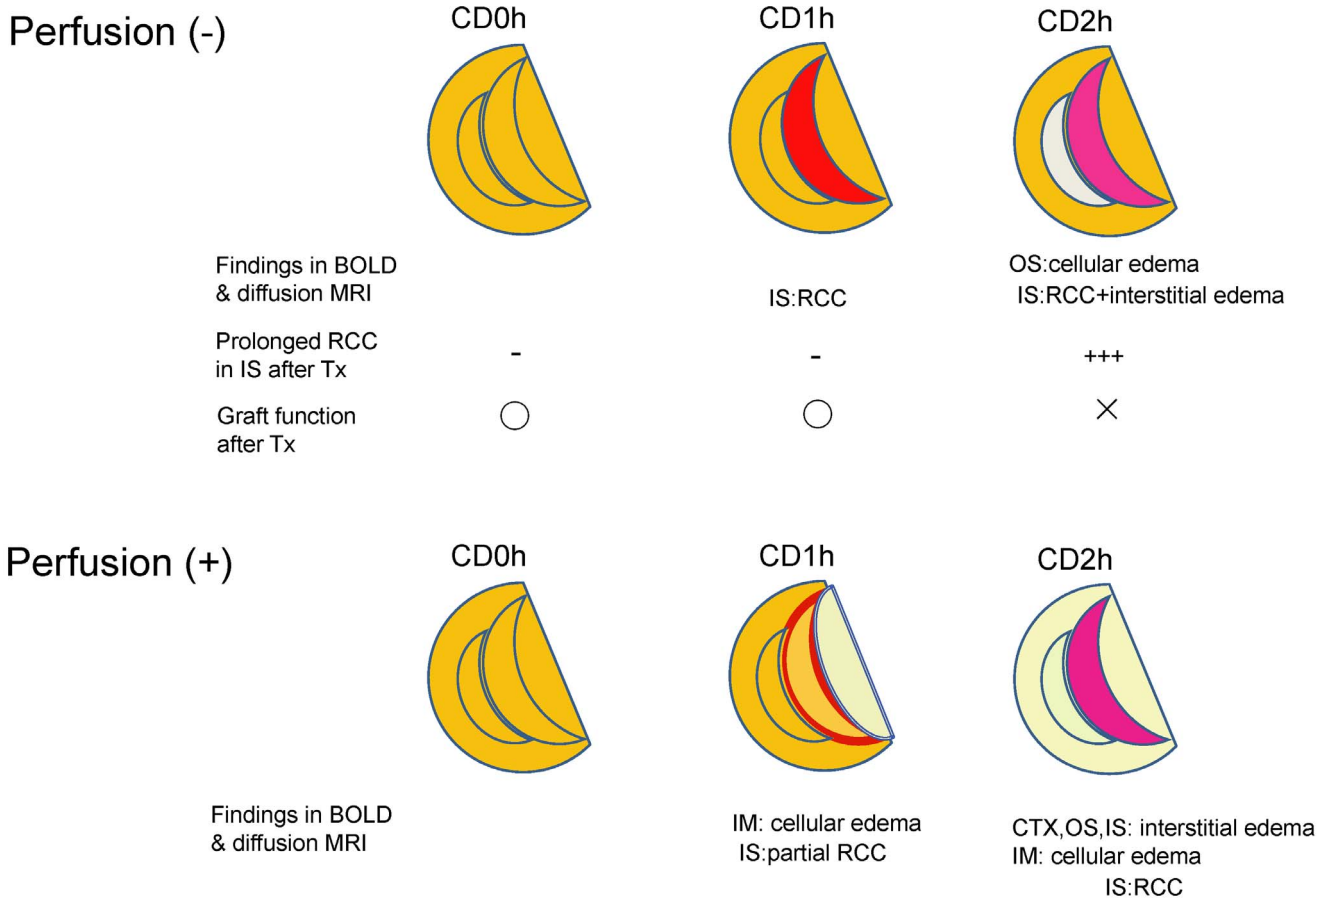 Perfusion (-)
CD0h
CD1h
CD2h
Findings in BOLD
& diffusion MRI
IS:RCC
OS:cellular edema
IS:RCC+interstitial edema
Prolonged RCC
in IS after Tx
-
-
+++
Graft function
after Tx
○
○
×
Perfusion (+)
CD0h
CD1h
CD2h
Findings in BOLD
& diffusion MRI
IM: cellular edema
IS:partial RCC
CTX,OS,IS: interstitial edema
IM: cellular edema
IS:RCC